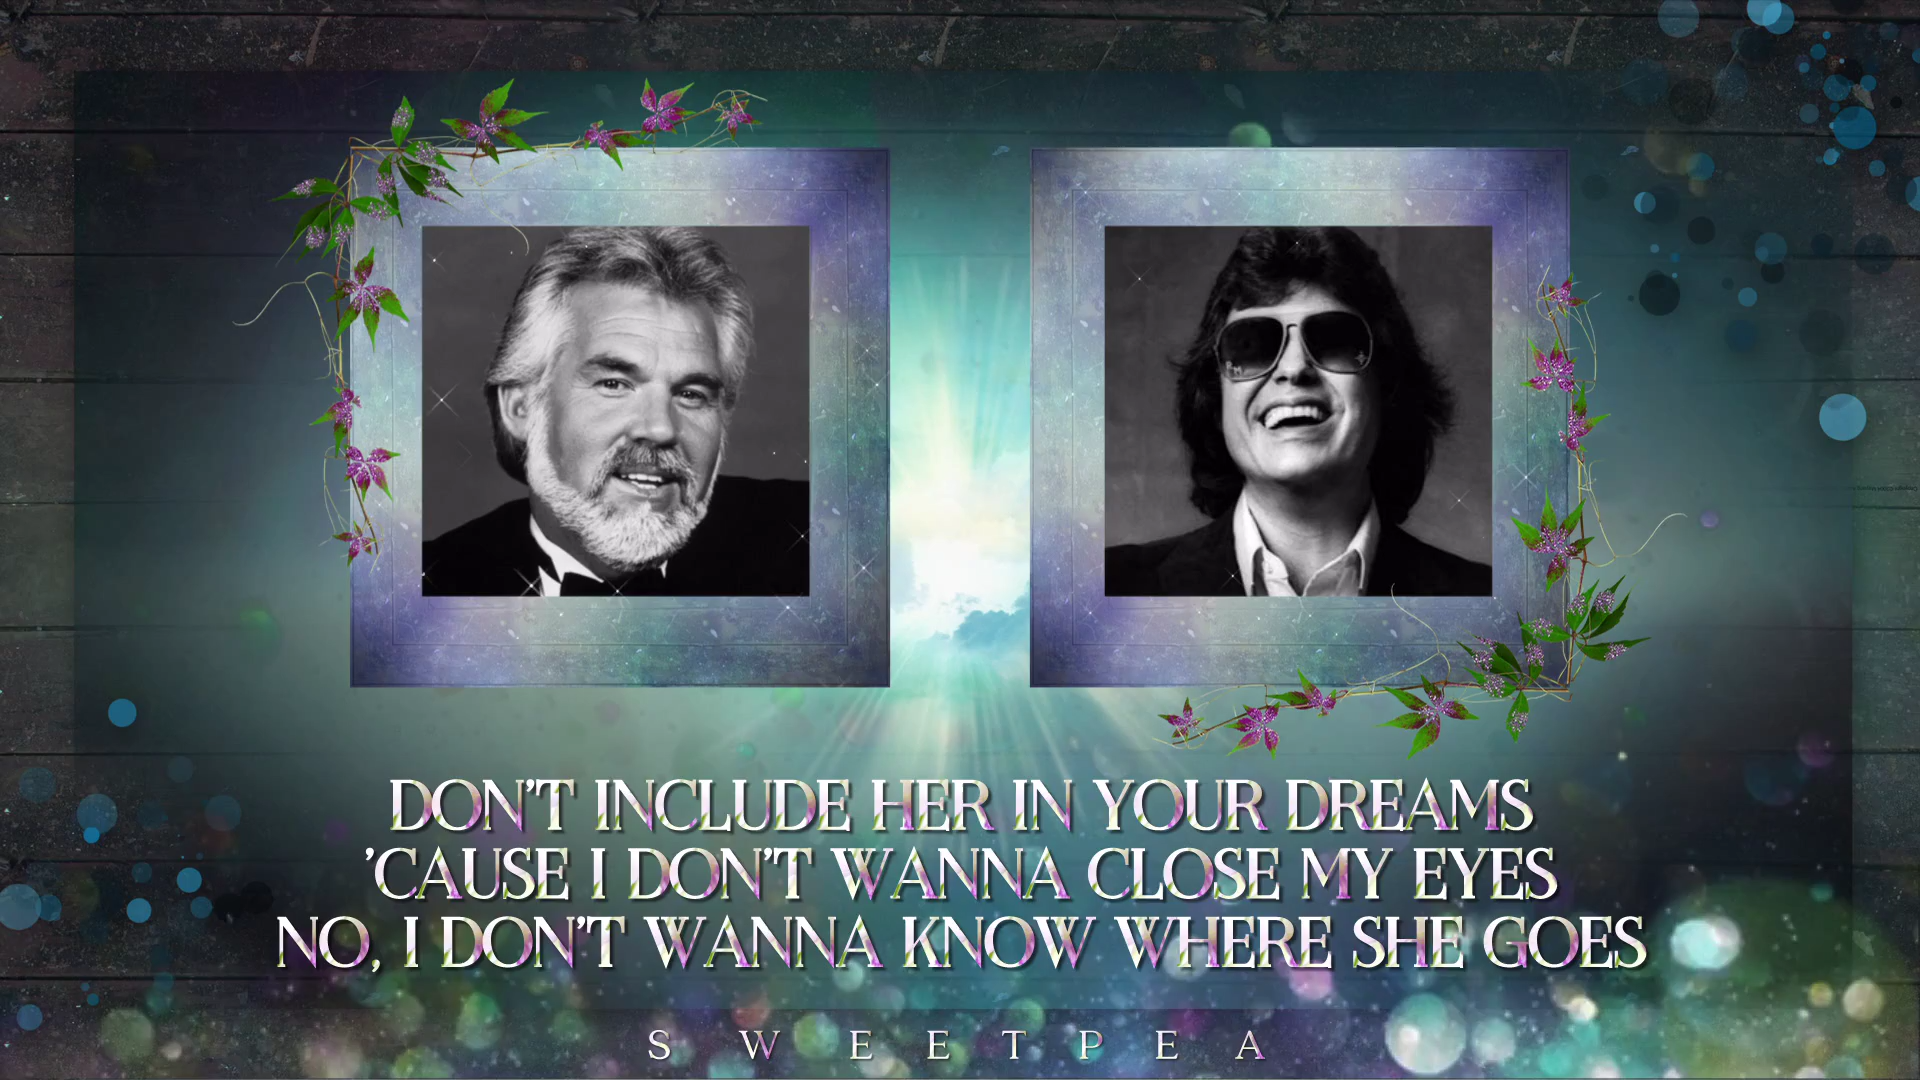 DON'T INCLUDE HER IN YOUR DREAMS
'CAUSE I DON'T WANNA CLOSE MY EYES
NO, I DON'T WANNA KNOW WHERE SHE GOES
SWEETPEA